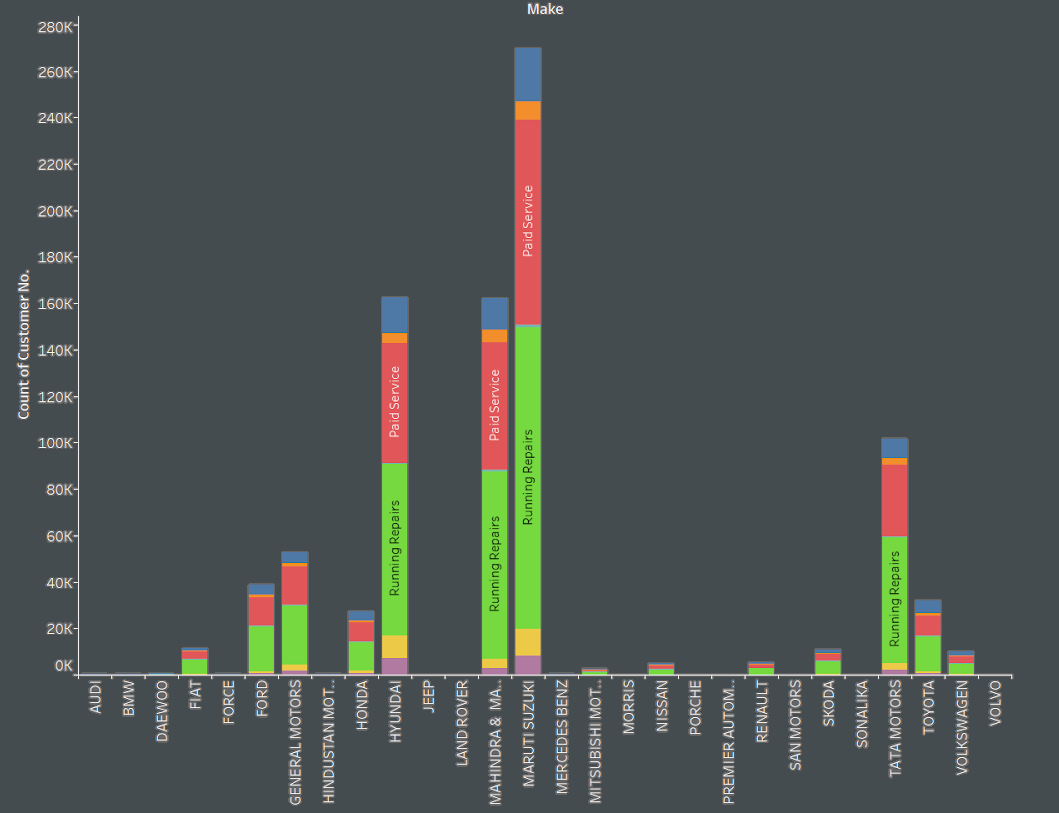 Make
280K
260K
240K
220K
200K
180K
160K
140K
120K
100K
80K
60K
40K
20K
0K
Count of Customer No.
Paid Service
Paid Service
Paid Service
Running Repairs
Running Repairs
Running Repairs
Running Repairs
AUDI
BMW
DAEWOO
FIAT
FORCE
FORD
GENERAL MOTORS
HINDUSTAN MOT..
HONDA
HYUNDAI
JEEP
LAND ROVER
MAHINDRA & MA..
MARUTI SUZUKI
MERCEDES BENZ
MITSUBISHI MOT..
MORRIS
NISSAN
PORCHE
PREMIER AUTOM..
RENAULT
SAN MOTORS
SKODA
SONALIKA
TATA MOTORS
TOYOTA
VOLKSWAGEN
VOLVO